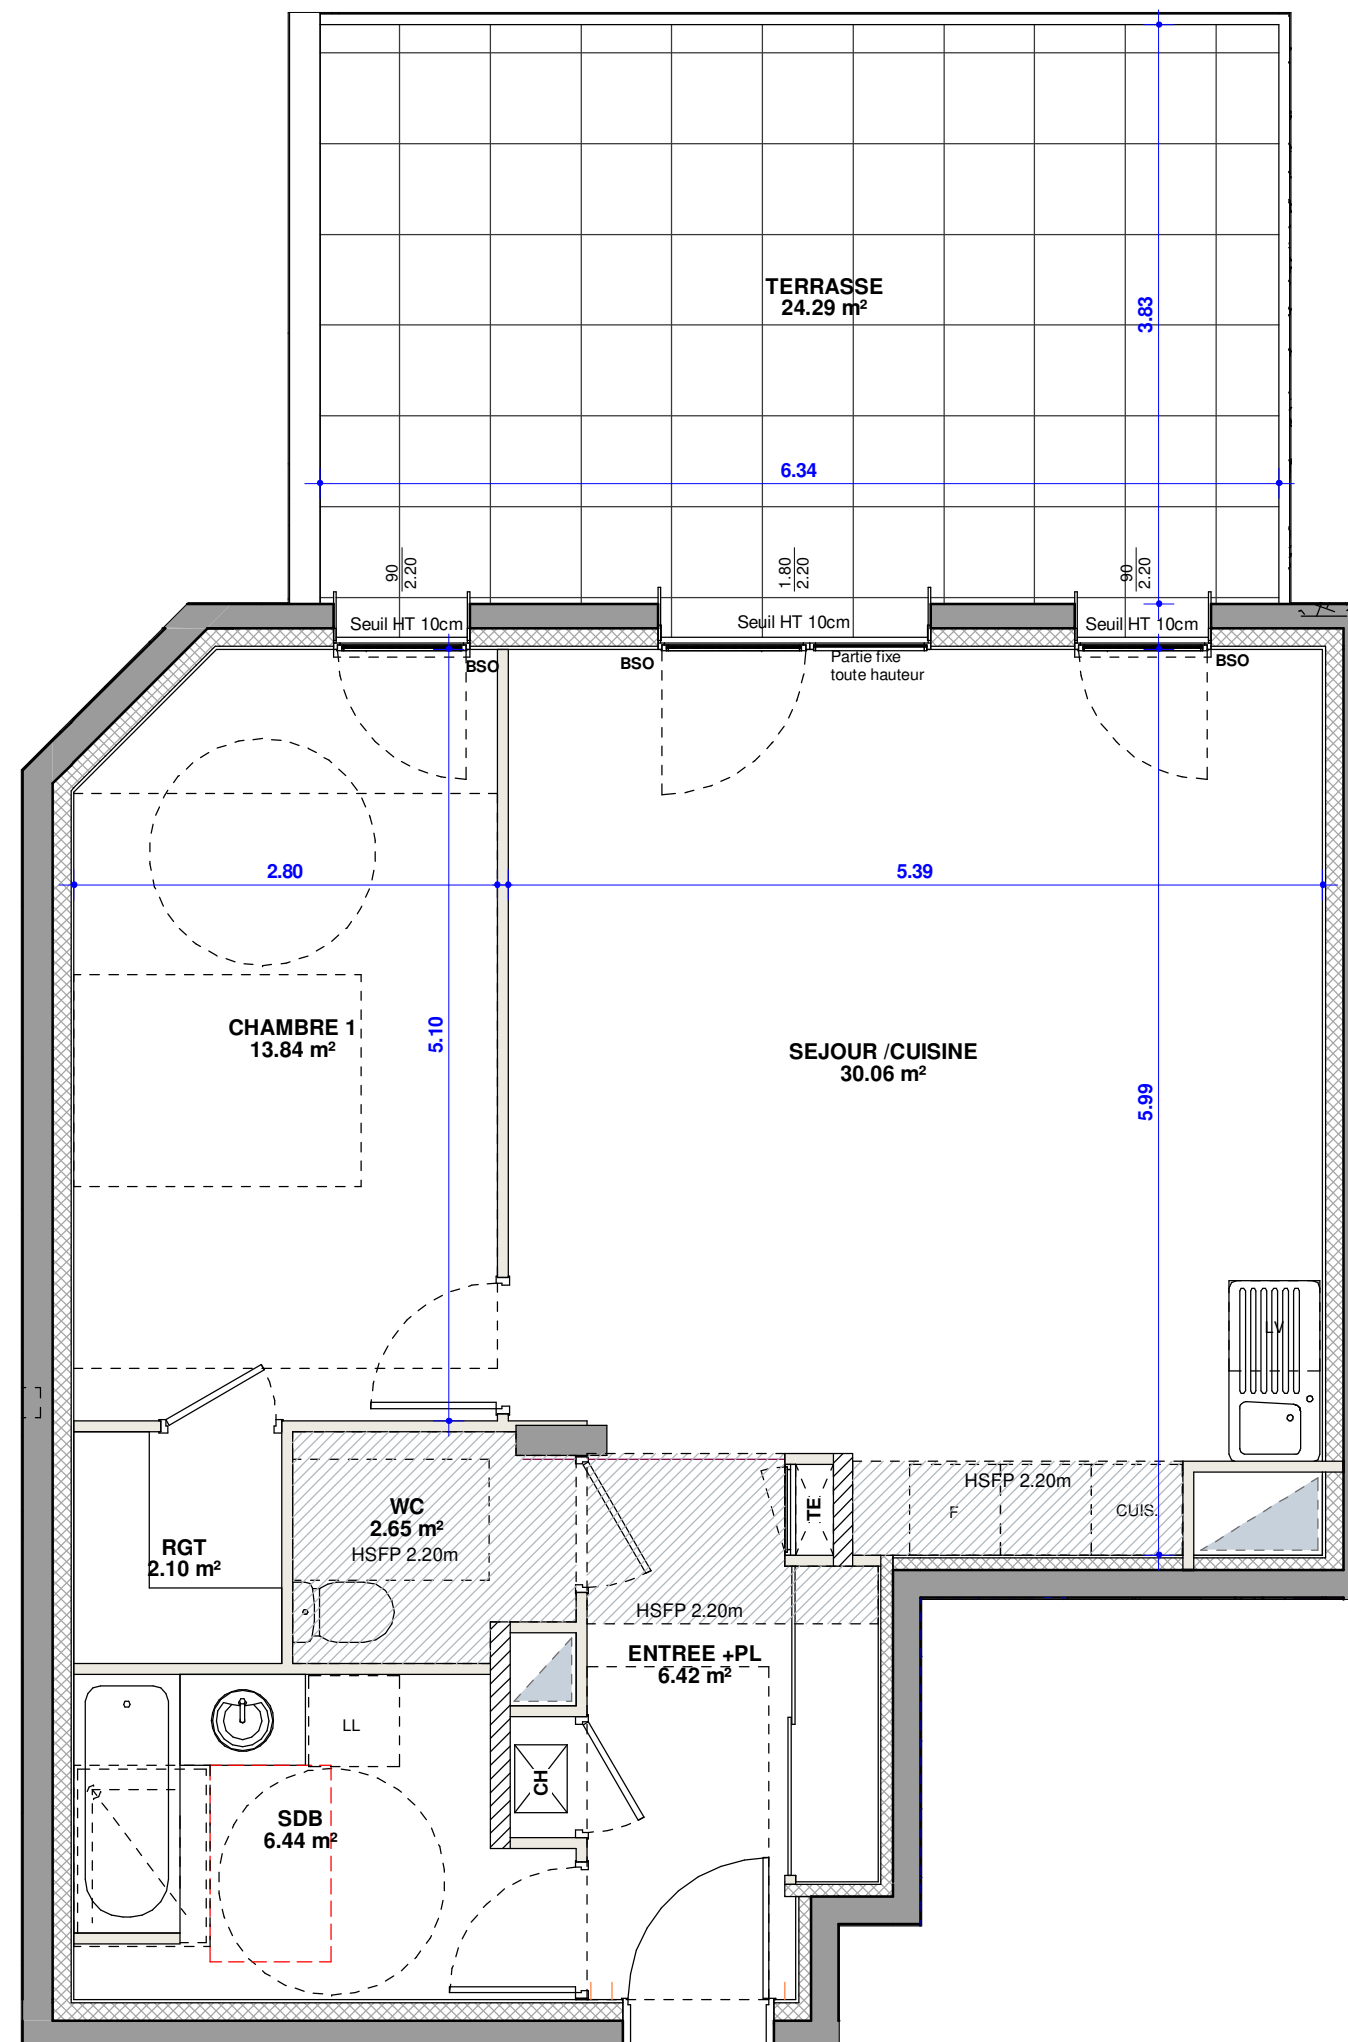 TERRASSE
24.29 m²
3.83
6.34
90
2.20
1.80
2.20
90
2.20
Seuil HT 10cm
Seuil HT 10cm
Seuil HT 10cm
BSO
BSO
Partie fixe
toute hauteur
BSO
2.80
5.39
CHAMBRE 1
13.84 m²
5.10
SEJOUR /CUISINE
30.06 m²
5.99
LV
HSFP 2.20m
F
CUIS.
TE
WC
2.65 m²
HSFP 2.20m
RGT
2.10 m²
HSFP 2.20m
ENTREE +PL
6.42 m²
LL
CH
SDB
6.44 m²